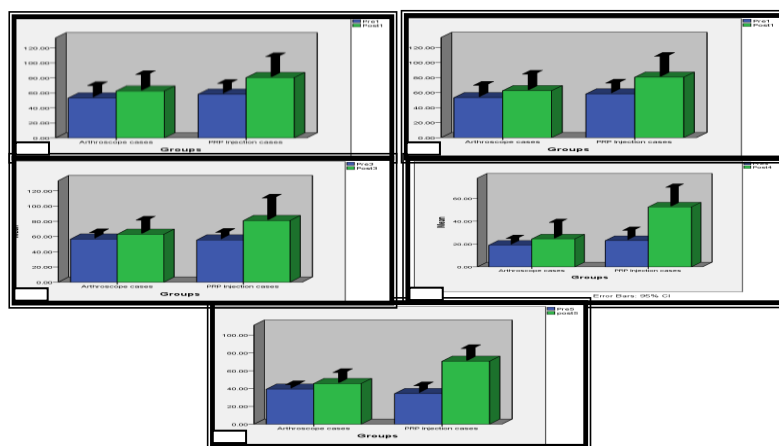 Pre1
Post1
120.00
100.00
80.00
60.00
40.00
20.00
0.00
Arthroscope cases
PRP Injection cases
Groups
Pre1
Post1
120.00
100.00
80.00
60.00
40.00
20.00
0.00
Arthroscope cases
PRP Injection cases
Groups
Pre3
Post3
120.00
100.00
80.00
60.00
40.00
20.00
0.00
Arthroscope cases
PRP Injection cases
Groups
Post4
Mean
60.00
40.00
20.00
0.00
Arthroscope cases
PRP Injection cases
Groups
Error Bars: 95% CI
Pre5
post5
100.00
80.00
60.00
40.00
20.00
0.00
Arthroscope cases
PRP Injection cases
Groups